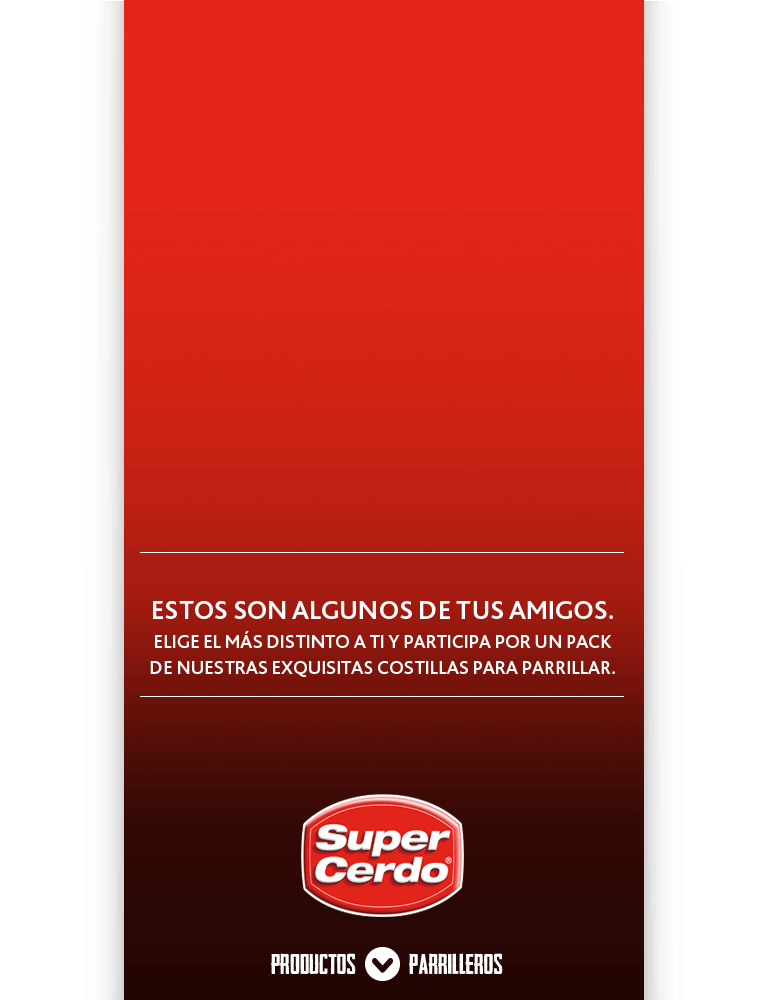 ESTOS SON ALGUNOS DE TUS AMIGOS.
ELIGE EL MÁS DISTINTO A TI Y PARTICIPA POR UN PACK
DE NUESTRAS EXQUISITAS COSTILLAS PARA PARRILLAR.
Super
Cerdo®
PRODUCTOS PARRILLEROS